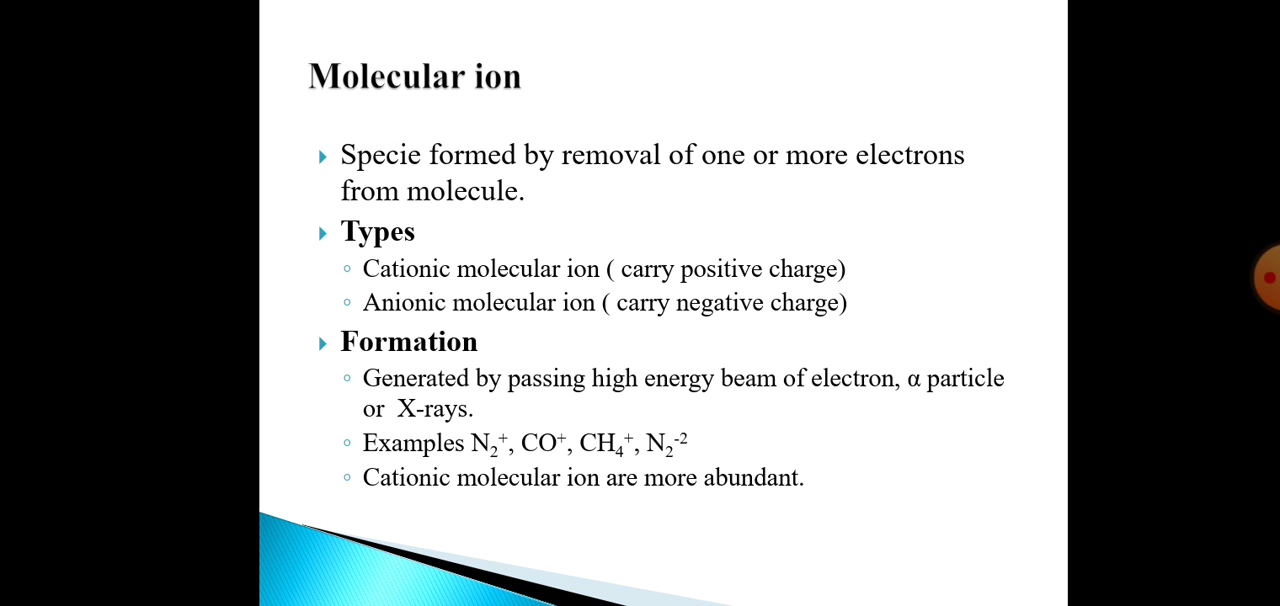 Molecular ion
Specie formed by removal of one or more electrons
from molecule.
Types
Cationic molecular ion ( carry positive charge)
Anionic molecular ion ( carry negative charge)
Formation
Generated by passing high energy beam of electron, α particle
or  X-rays.
Examples N₂⁺, CO⁺, CH₄⁺, N₂⁻²
Cationic molecular ion are more abundant.